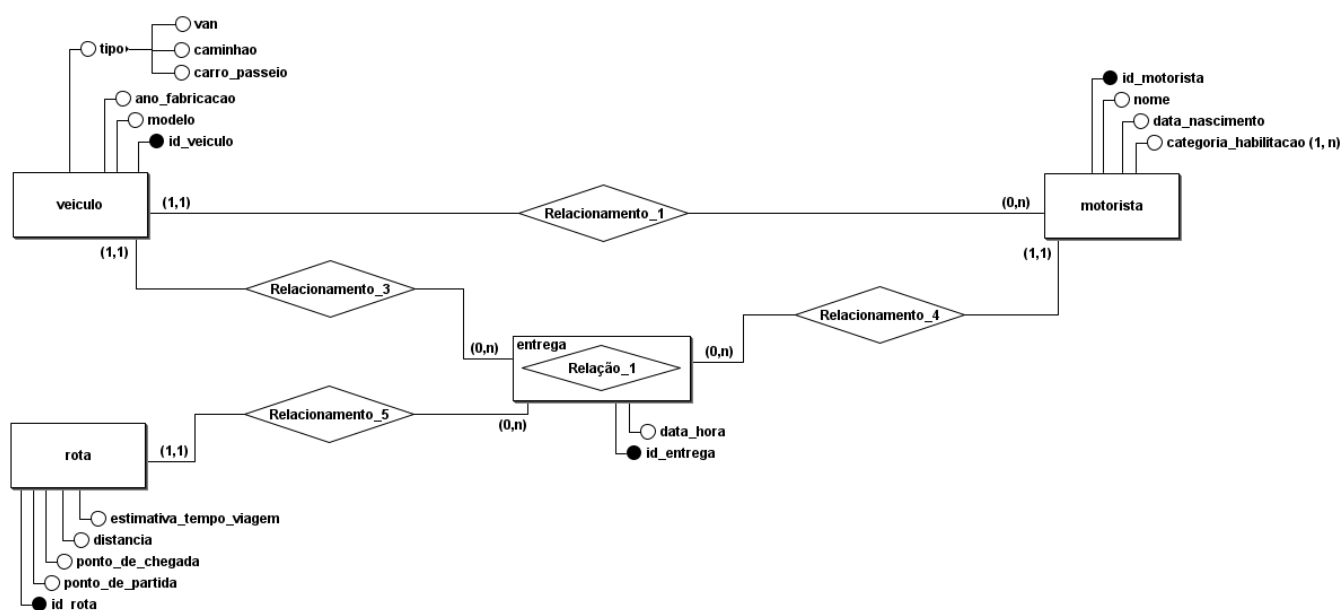 van
tipo
caminhao
carro_passeio
ano_fabricacao
modelo
id_veiculo
veiculo
(1,1)
Relacionamento_1
(0,n)
id_motorista
nome
data_nascimento
categoria_habilitacao (1, n)
motorista
(1,1)
(1,1)
Relacionamento_3
(0,n)
Relacionamento_4
(0,n)
entrega
Relação_1
data_hora
id_entrega
Relacionamento_5
(0,n)
(1,1)
rota
estimativa_tempo_viagem
distancia
ponto_de_chegada
ponto_de_partida
id_rota